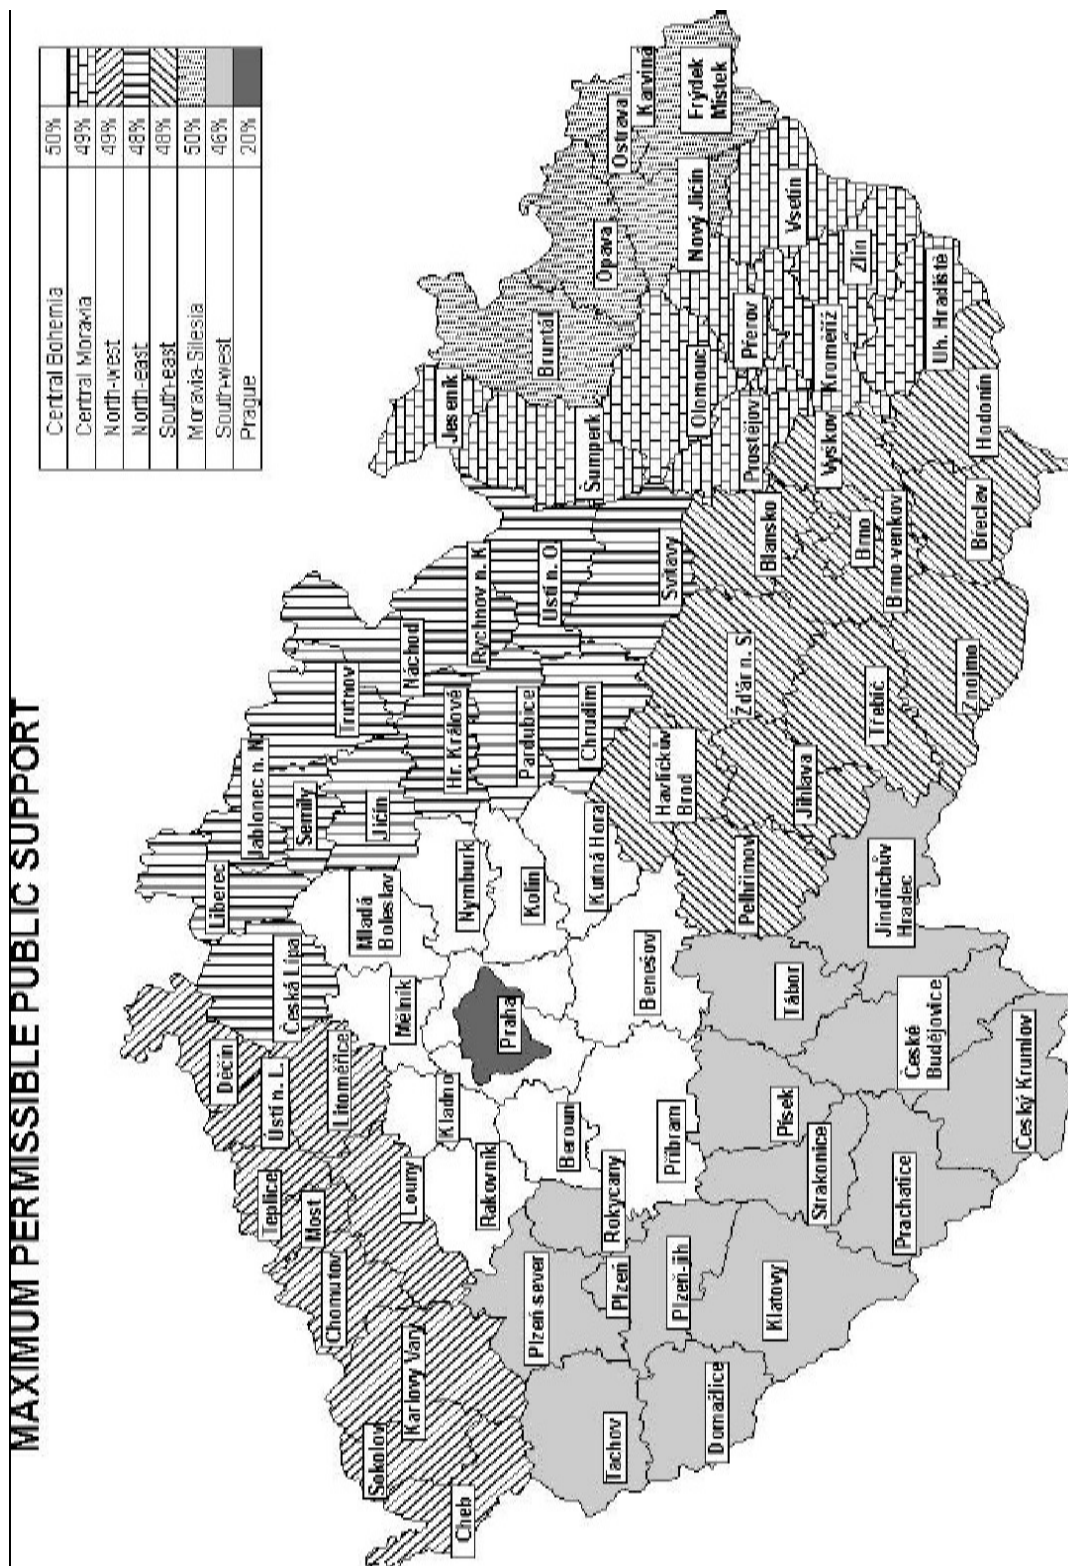 MAXIMUM PERMISSIBLE PUBLIC SUPPORT
Central Bohemia 50%
Central Moravia 49%
North-west 49%
North-east 48%
South-east 48%
Moravia-Silesia 50%
South-west 46%
Prague 20%
Děčín
Liberec
Ústí n. L.
Česká Lípa
Jablonec n. N.
Teplice
Semily
Most
Litoměřice
Trutnov
Chomutov
Jičín
Mladá
Boleslav
Sokolov
Karlovy Vary
Louny
Mělník
Náchod
Jeseník
Kladno
Cheb
Rakovník
Nymburk
Hr. Králové
Rychnov n. K
Praha
Kolín
Pardubice
Ústí n. O
Bruntál
Plzeň-sever
Beroun
Kutná Hora
Chrudim
Šumperk
Opava
Ostrava
Karviná
Tachov
Plzeň
Rokycany
Benešov
Svitavy
Příbram
Plzeň-jih
Havlíčkův
Brod
Olomouc
Nový Jičín
Frýdek
Místek
Domažlice
Pelhřimov
Žďár n. S
Přerov
Prostějov
Blansko
Vsetín
Klatovy
Písek
Tábor
Jihlava
Strakonice
Vyškov
Kroměříž
Zlín
Brno
Brno-venkov
Třebíč
Jindřichův
Hradec
Prachatice
České
Budějovice
Uh. Hradiště
Znojmo
Břeclav
Hodonín
Český Krumlov